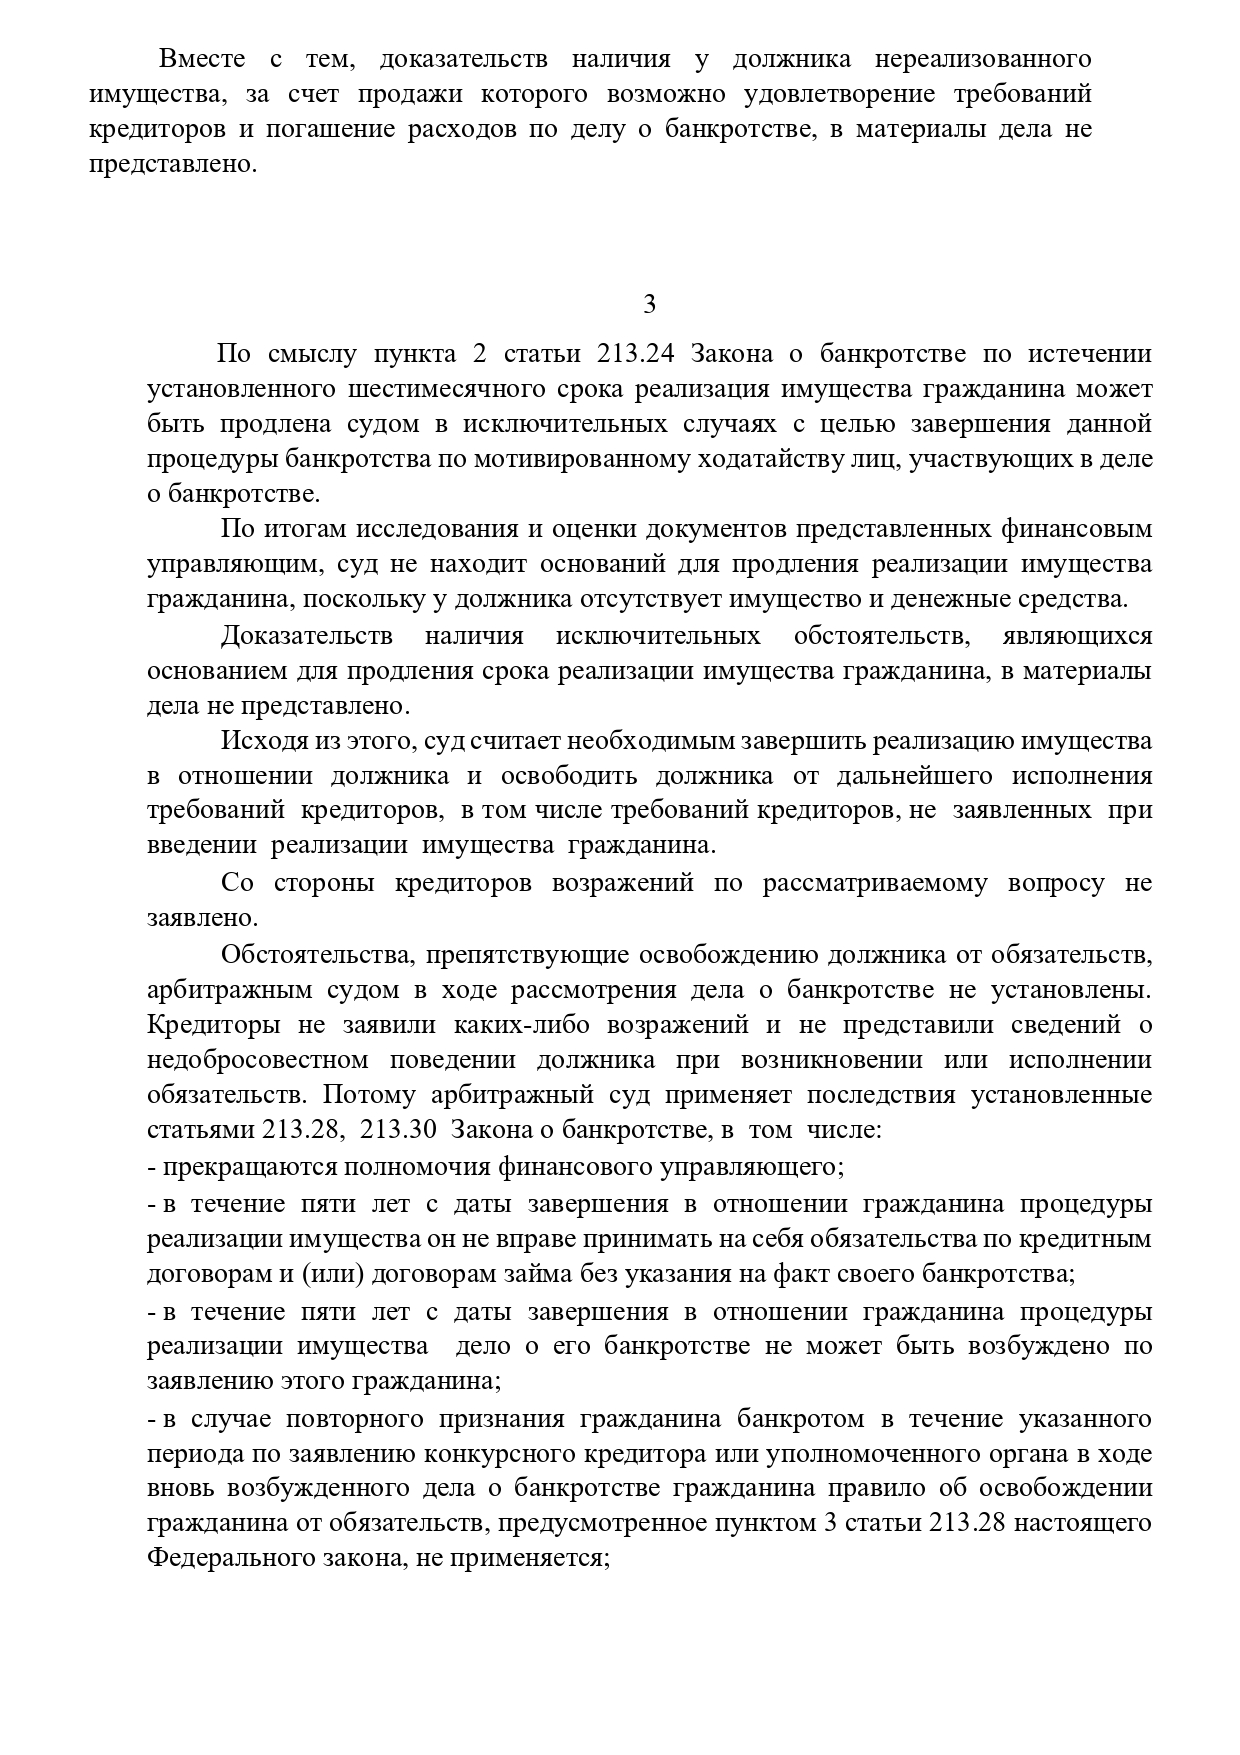 Вместе с тем, доказательств наличия у должника нереализованного
имущества, за счет продажи которого возможно удовлетворение требований
кредиторов и погашение расходов по делу о банкротстве, в материалы дела не
представлено.
3
По смыслу пункта 2 статьи 213.24 Закона о банкротстве по истечении
установленного шестимесячного срока реализация имущества гражданина может
быть продлена судом в исключительных случаях с целью завершения данной
процедуры банкротства по мотивированному ходатайству лиц, участвующих в деле
о банкротстве.
По итогам исследования и оценки документов представленных финансовым
управляющим, суд не находит оснований для продления реализации имущества
гражданина, поскольку у должника отсутствует имущество и денежные средства.
Доказательств наличия исключительных обстоятельств, являющихся
основанием для продления срока реализации имущества гражданина, в материалы
дела не представлено.
Исходя из этого, суд считает необходимым завершить реализацию имущества
в отношении должника и освободить должника от дальнейшего исполнения
требований кредиторов, в том числе требований кредиторов, не заявленных при
введении реализации имущества гражданина.
Со стороны кредиторов возражений по рассматриваемому вопросу не
заявлено.
Обстоятельства, препятствующие освобождению должника от обязательств,
арбитражным судом в ходе рассмотрения дела о банкротстве не установлены.
Кредиторы не заявили каких-либо возражений и не представили сведений о
недобросовестном поведении должника при возникновении или исполнении
обязательств. Потому арбитражный суд применяет последствия установленные
статьями 213.28, 213.30 Закона о банкротстве, в том числе:
- прекращаются полномочия финансового управляющего;
- в течение пяти лет с даты завершения в отношении гражданина процедуры
реализации имущества он не вправе принимать на себя обязательства по кредитным
договорам и (или) договорам займа без указания на факт своего банкротства;
- в течение пяти лет с даты завершения в отношении гражданина процедуры
реализации имущества дело о его банкротстве не может быть возбуждено по
заявлению этого гражданина;
- в случае повторного признания гражданина банкротом в течение указанного
периода по заявлению конкурсного кредитора или уполномоченного органа в ходе
вновь возбужденного дела о банкротстве гражданина правило об освобождении
гражданина от обязательств, предусмотренное пунктом 3 статьи 213.28 настоящего
Федерального закона, не применяется;